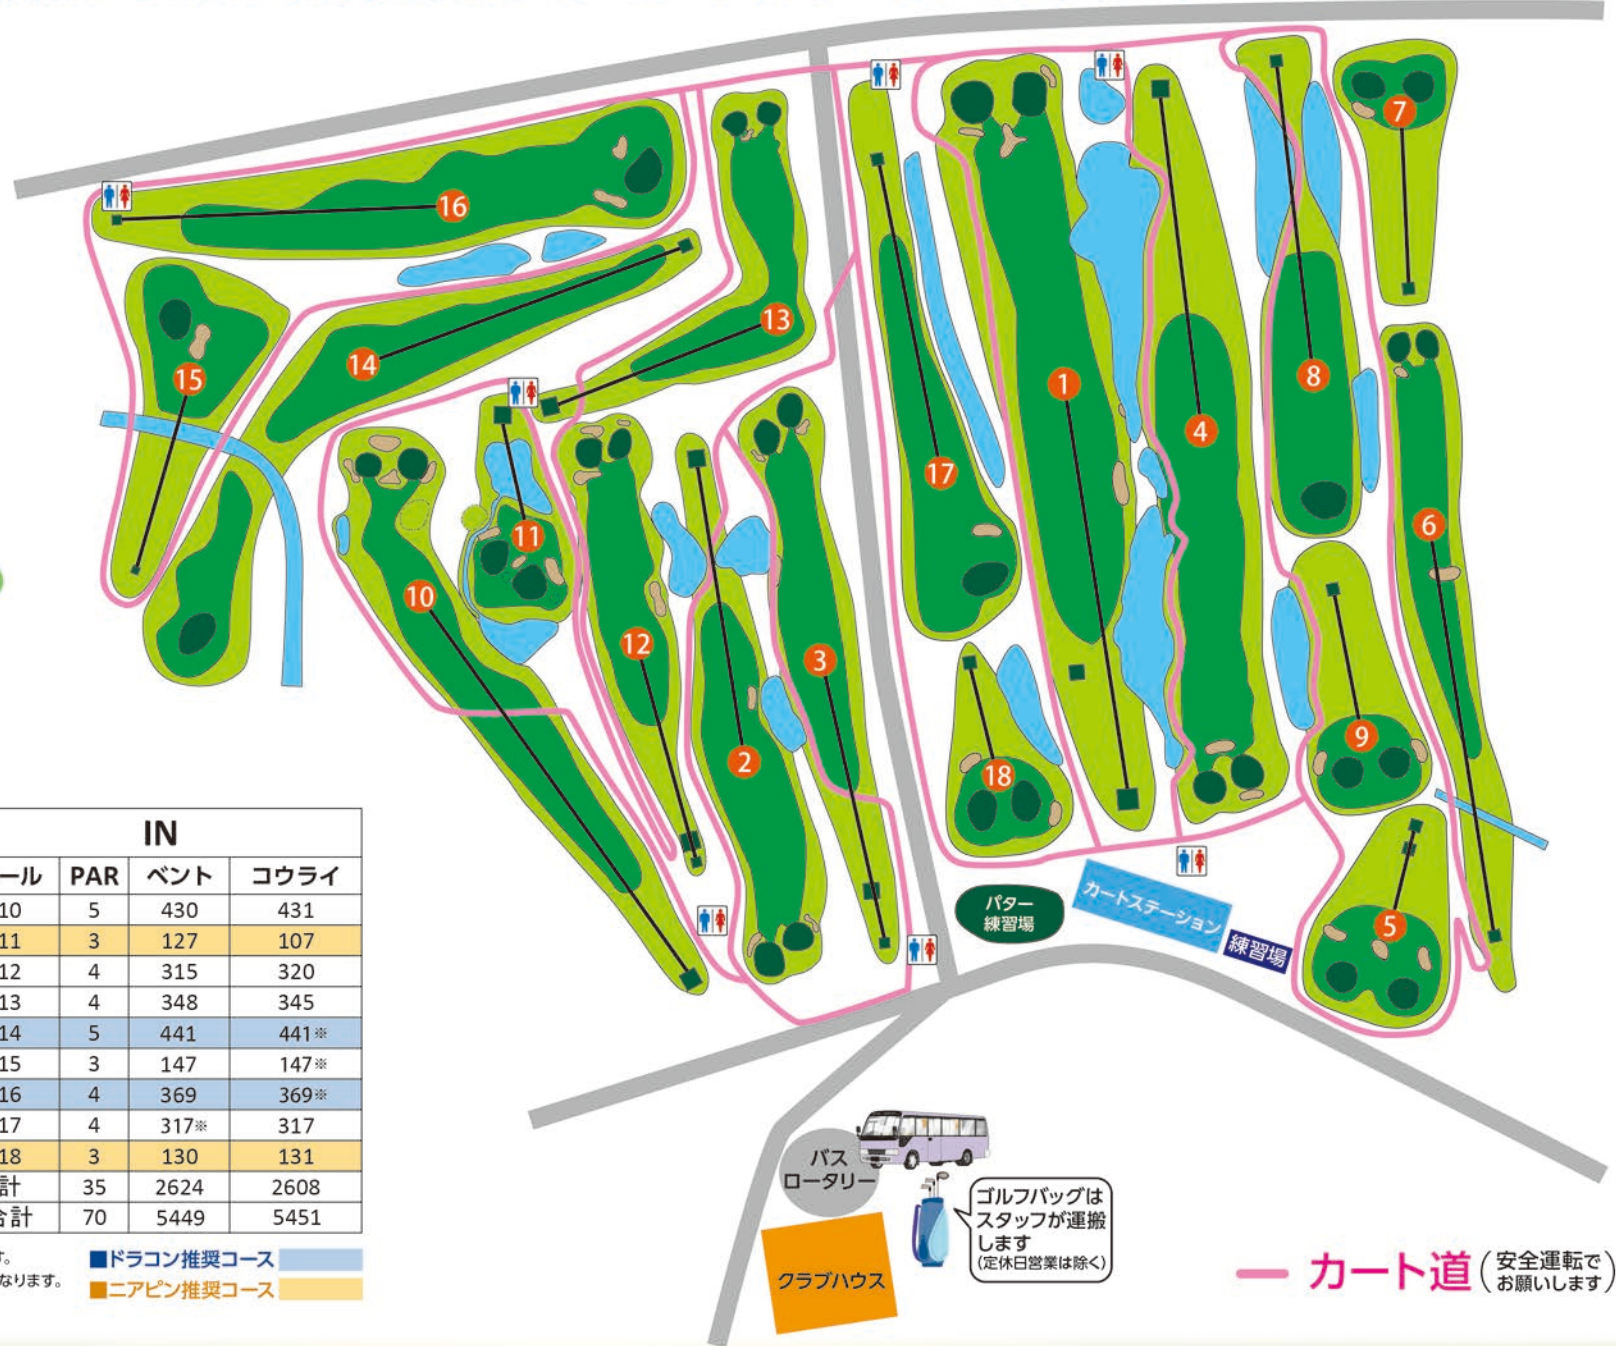 16
7
13
14
15
1
8
4
17
6
11
10
12
3
2
9
18
5
パター
練習場
カートステーション
練習場
IN
ール PAR ベント コウライ
10 5 430 431
11 3 127 107
12 4 315 320
13 4 348 345
14 5 441 441※
15 3 147 147※
16 4 369 369※
17 4 317※ 317
18 3 130 131
計 35 2624 2608
合計 70 5449 5451
す。
なります。
■ドラコン推奨コース
■ニアピン推奨コース
バス
ロータリー
クラブハウス
ゴルフバッグは
スタッフが運搬
します
(定休日営業は除く)
カート道(安全運転で
お願いします)